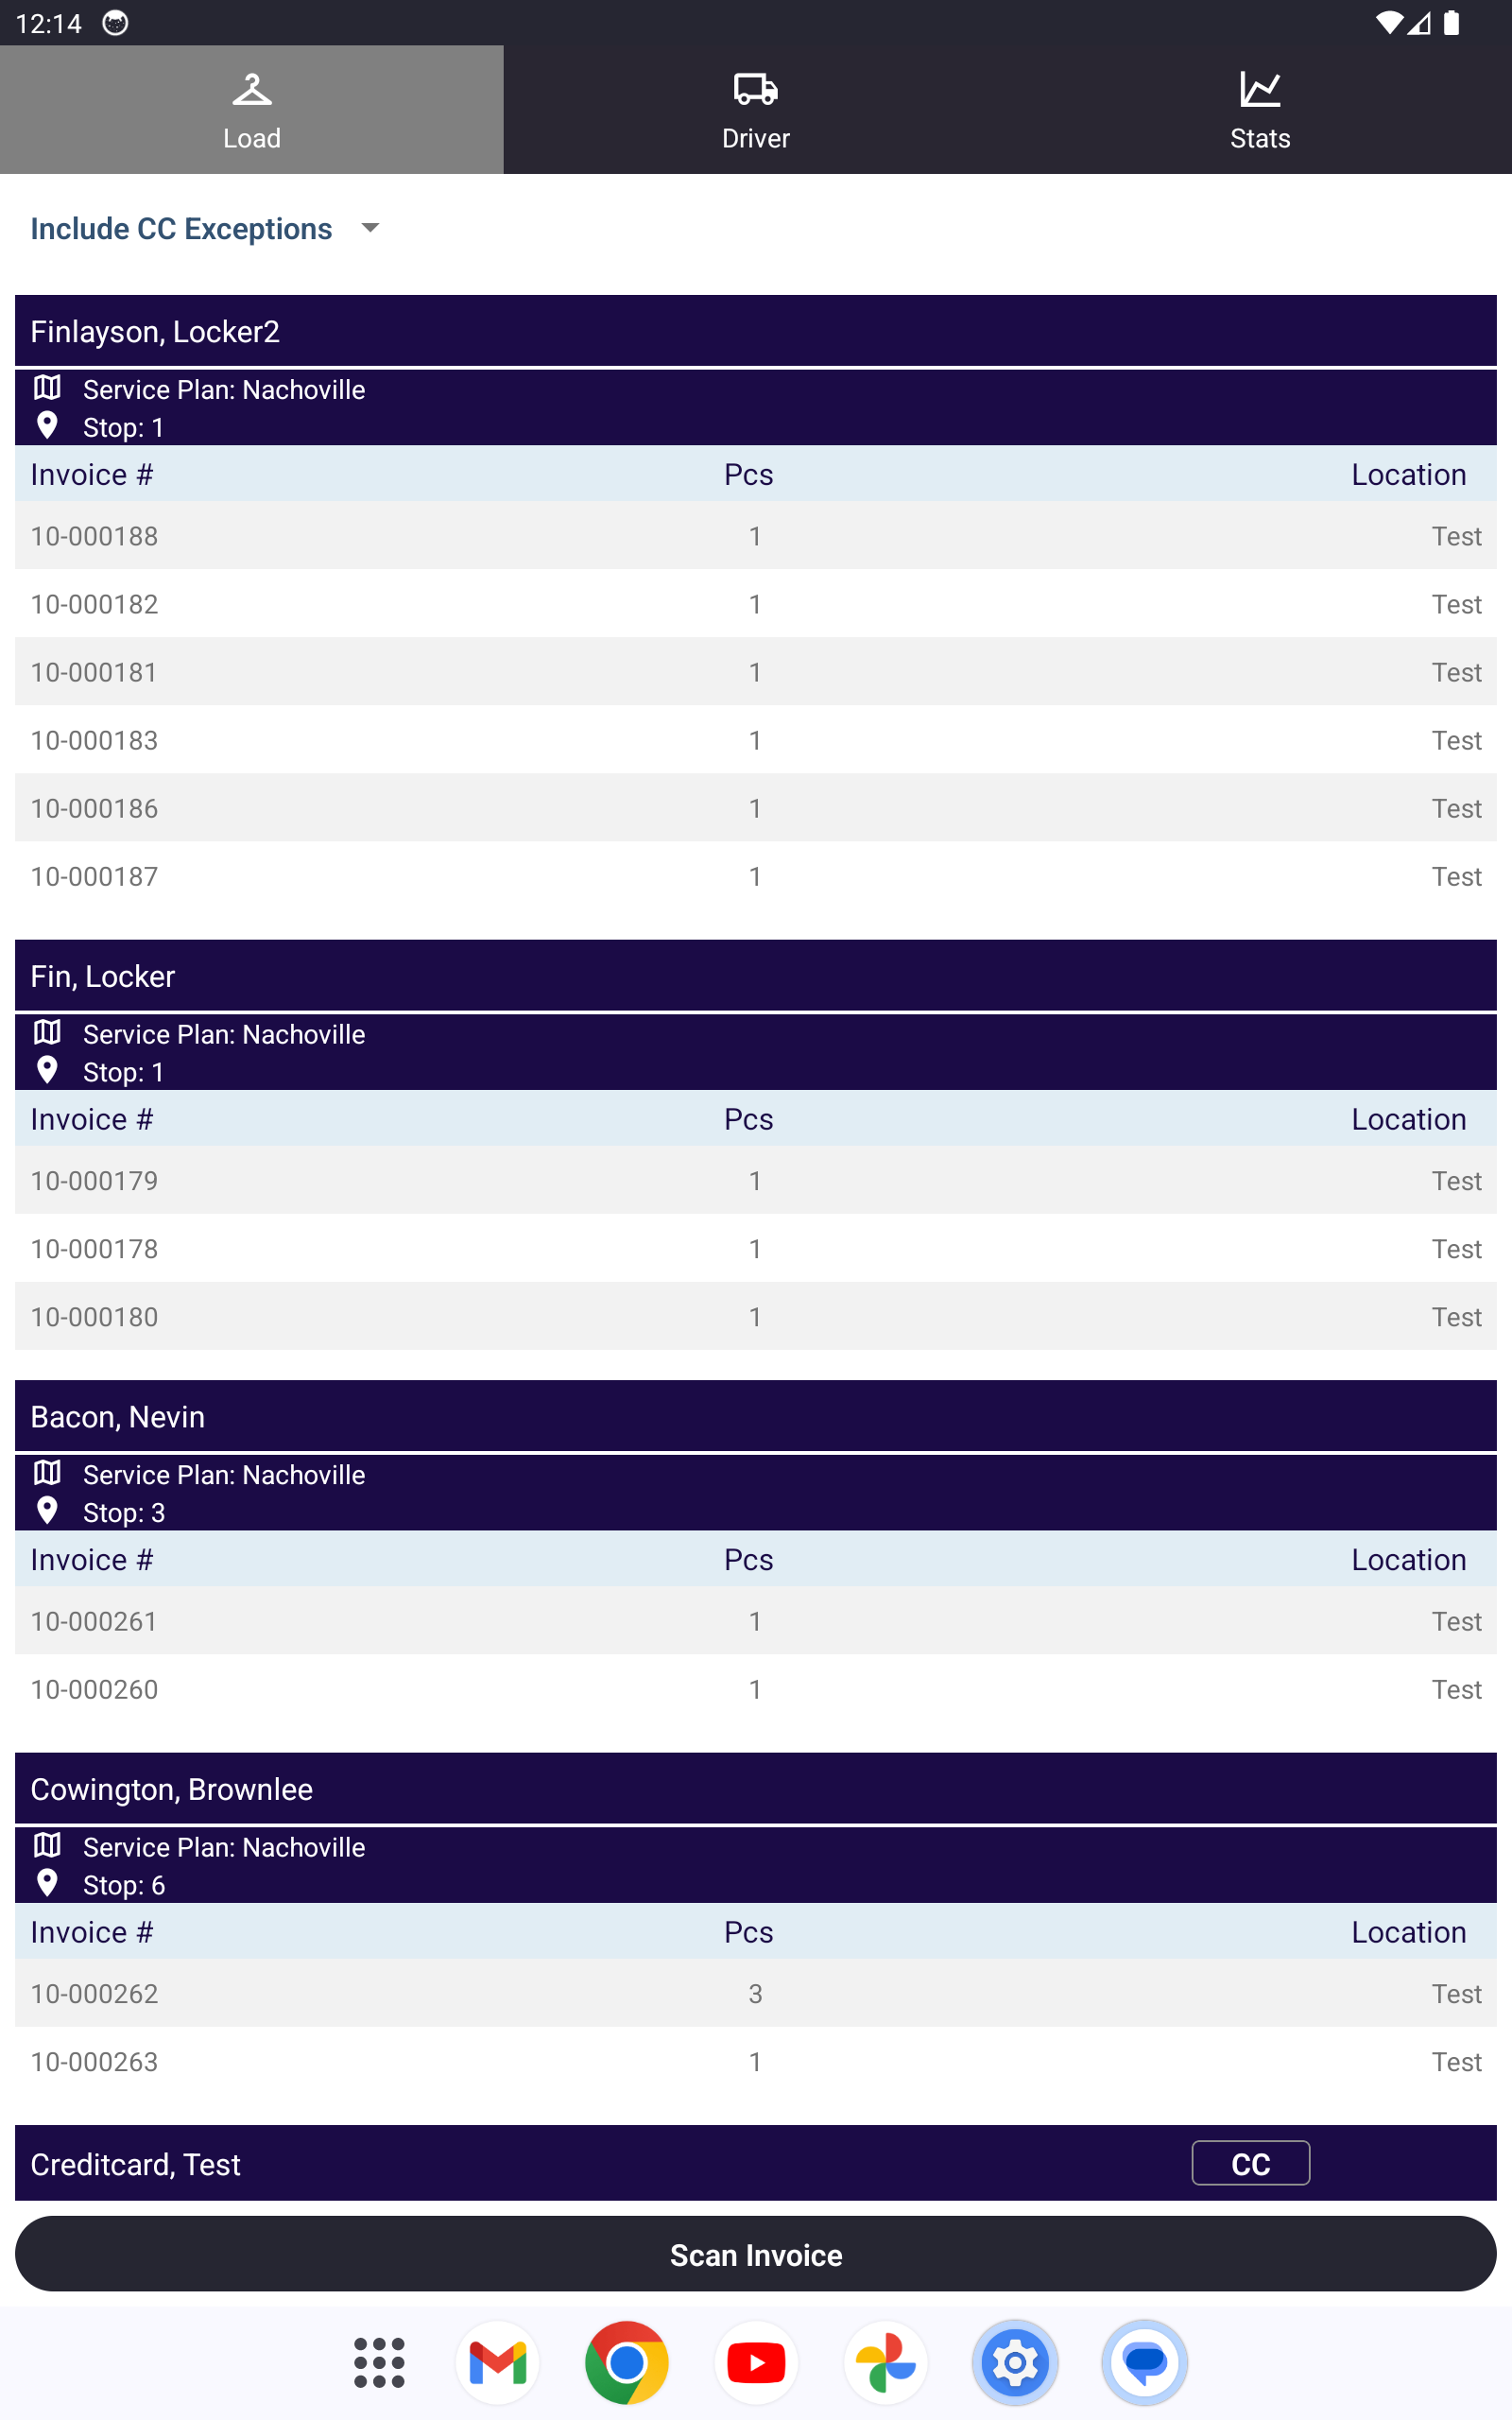 12:14
Load Driver Stats
Include CC Exceptions
Finlayson, Locker2
Service Plan: Nachoville
Stop: 1
Invoice # Pcs Location
10-000188 1 Test
10-000182 1 Test
10-000181 1 Test
10-000183 1 Test
10-000186 1 Test
10-000187 1 Test
Fin, Locker
Service Plan: Nachoville
Stop: 1
Invoice # Pcs Location
10-000179 1 Test
10-000178 1 Test
10-000180 1 Test
Bacon, Nevin
Service Plan: Nachoville
Stop: 3
Invoice # Pcs Location
10-000261 1 Test
10-000260 1 Test
Cowington, Brownlee
Service Plan: Nachoville
Stop: 6
Invoice # Pcs Location
10-000262 3 Test
10-000263 1 Test
Creditcard, Test CC
Scan Invoice